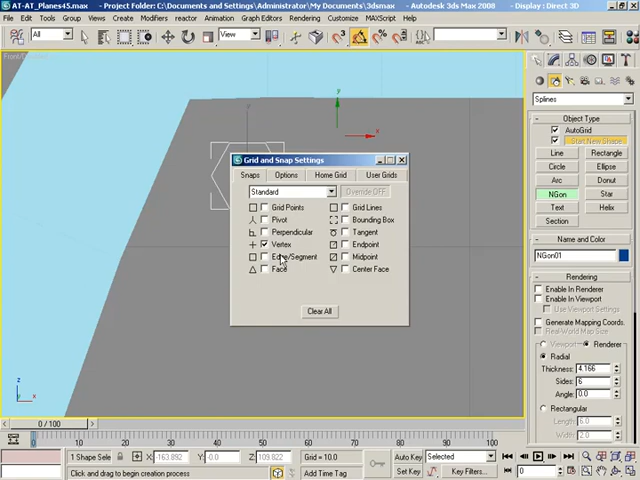 AT-AT_Planes45.max - Project Folder: C:\Documents and Settings\Administrator\My Documents\3dsmax - Autodesk 3ds Max 2008 - Display : Direct 3D
File Edit Tools Group Views Create Modifiers reactor Animation Graph Editors Rendering Customize MAXScript Help
All View
Splines
Object Type
AutoGrid
Start New Shape
Line Rectangle
Circle Ellipse
Arc Donut
NGon Star
Text Helix
Section
Name and Color
NGon01
Rendering
Enable In Renderer
Enable In Viewport
Use Viewport Settings
Generate Mapping Coords.
Real-World Map Size
Viewport Renderer
Radial
Thickness: 4.166
Sides: 6
Angle: 0.0
Rectangular
Length: 6.0
Width: 2.0
y
x
Grid and Snap Settings
Snaps Options Home Grid User Grids
Standard Override OFF
Grid Points Grid Lines
Pivot Bounding Box
Perpendicular Tangent
Vertex Endpoint
Edge/Segment Midpoint
Face Center Face
Clear All
z
x
0 / 100
0 10 20 30 40 50 60 70 80 90 100
1 Shape Sele X: -163.892 Y: -0.0 Z: 109.822 Grid = 10.0 Auto Key Selected
Click and drag to begin creation process Add Time Tag Set Key Key Filters... 0